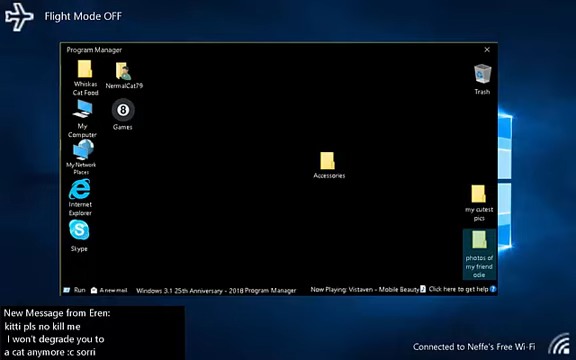 Flight Mode OFF
Program Manager
Whiskas
Cat Food
NermalCat79
Trash
My
Computer
8
Games
My Network
Places
Accessories
Internet
Explorer
my cutest
pics
Skype
photos of
my friend
odie
Run
A new mail
Windows 3.1 25th Anniversary - 2018 Program Manager
Now Playing: Vistaven - Mobile Beauty
Click here to get help
New Message from Eren:
kitti pls no kill me
I won't degrade you to
a cat anymore :c sorri
Connected to Neffe's Free Wi-Fi